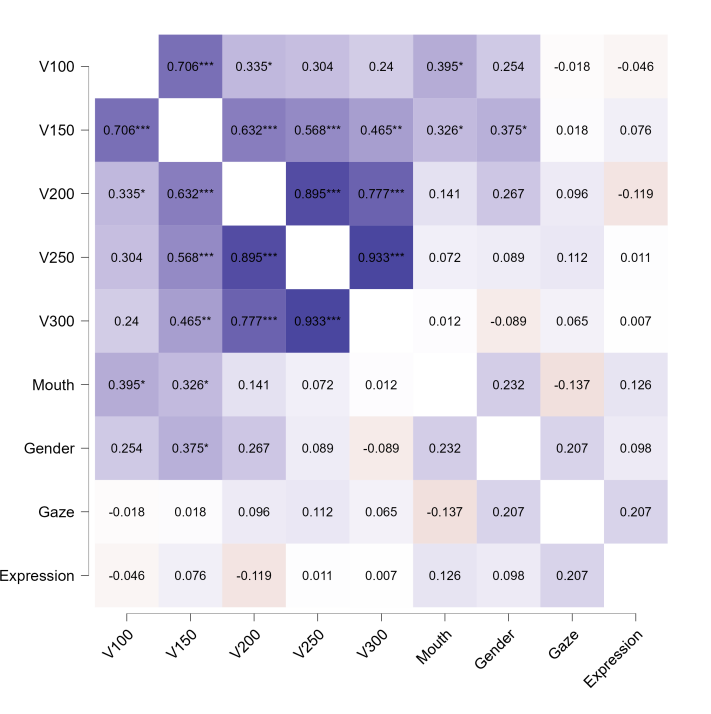 V100 0.706*** 0.335* 0.304 0.24 0.395* 0.254 -0.018 -0.046
V150 0.706*** 0.632*** 0.568*** 0.465** 0.326* 0.375* 0.018 0.076
V200 0.335* 0.632*** 0.895*** 0.777*** 0.141 0.267 0.096 -0.119
V250 0.304 0.568*** 0.895*** 0.933*** 0.072 0.089 0.112 0.011
V300 0.24 0.465** 0.777*** 0.933*** 0.012 -0.089 0.065 0.007
Mouth 0.395* 0.326* 0.141 0.072 0.012 0.232 -0.137 0.126
Gender 0.254 0.375* 0.267 0.089 -0.089 0.232 0.207 0.098
Gaze -0.018 0.018 0.096 0.112 0.065 -0.137 0.207 0.207
Expression -0.046 0.076 -0.119 0.011 0.007 0.126 0.098 0.207
V100 V150 V200 V250 V300 Mouth Gender Gaze Expression